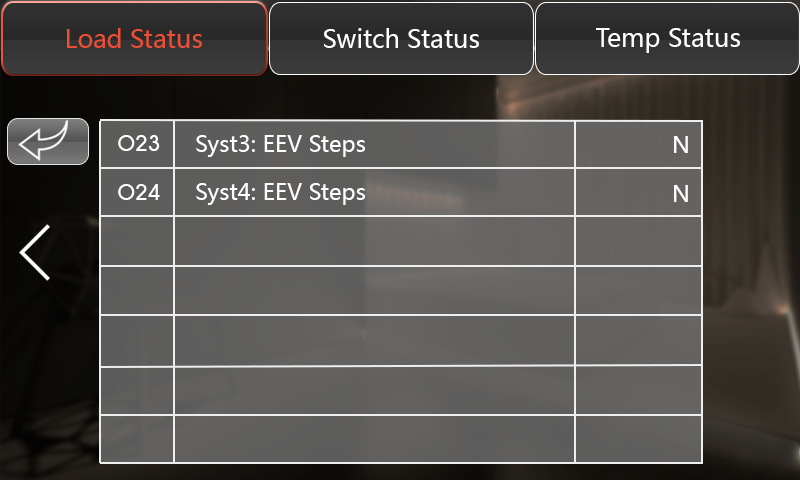 Load Status
Switch Status
Temp Status
O23 Syst3: EEV Steps N
O24 Syst4: EEV Steps N